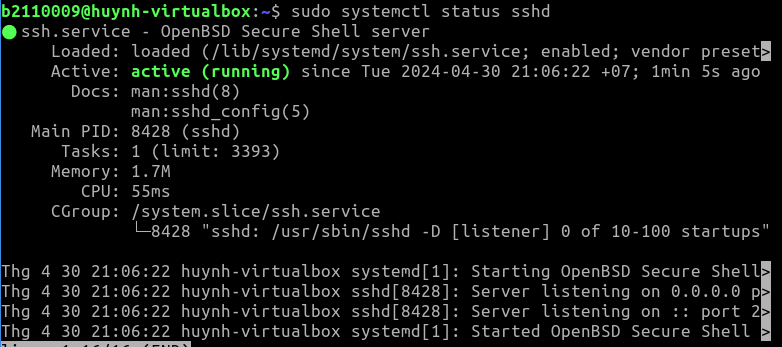 b2110009@huynh-virtualbox:~$ sudo systemctl status sshd
● ssh.service - OpenBSD Secure Shell server
     Loaded: loaded (/lib/systemd/system/ssh.service; enabled; vendor preset>
     Active: active (running) since Tue 2024-04-30 21:06:22 +07; 1min 5s ago
       Docs: man:sshd(8)
             man:sshd_config(5)
   Main PID: 8428 (sshd)
      Tasks: 1 (limit: 3393)
     Memory: 1.7M
        CPU: 55ms
     CGroup: /system.slice/ssh.service
             └─8428 "sshd: /usr/sbin/sshd -D [listener] 0 of 10-100 startups"

Thg 4 30 21:06:22 huynh-virtualbox systemd[1]: Starting OpenBSD Secure Shell>
Thg 4 30 21:06:22 huynh-virtualbox sshd[8428]: Server listening on 0.0.0.0 p>
Thg 4 30 21:06:22 huynh-virtualbox sshd[8428]: Server listening on :: port 2>
Thg 4 30 21:06:22 huynh-virtualbox systemd[1]: Started OpenBSD Secure Shell >
lines 1-16/16 (END)